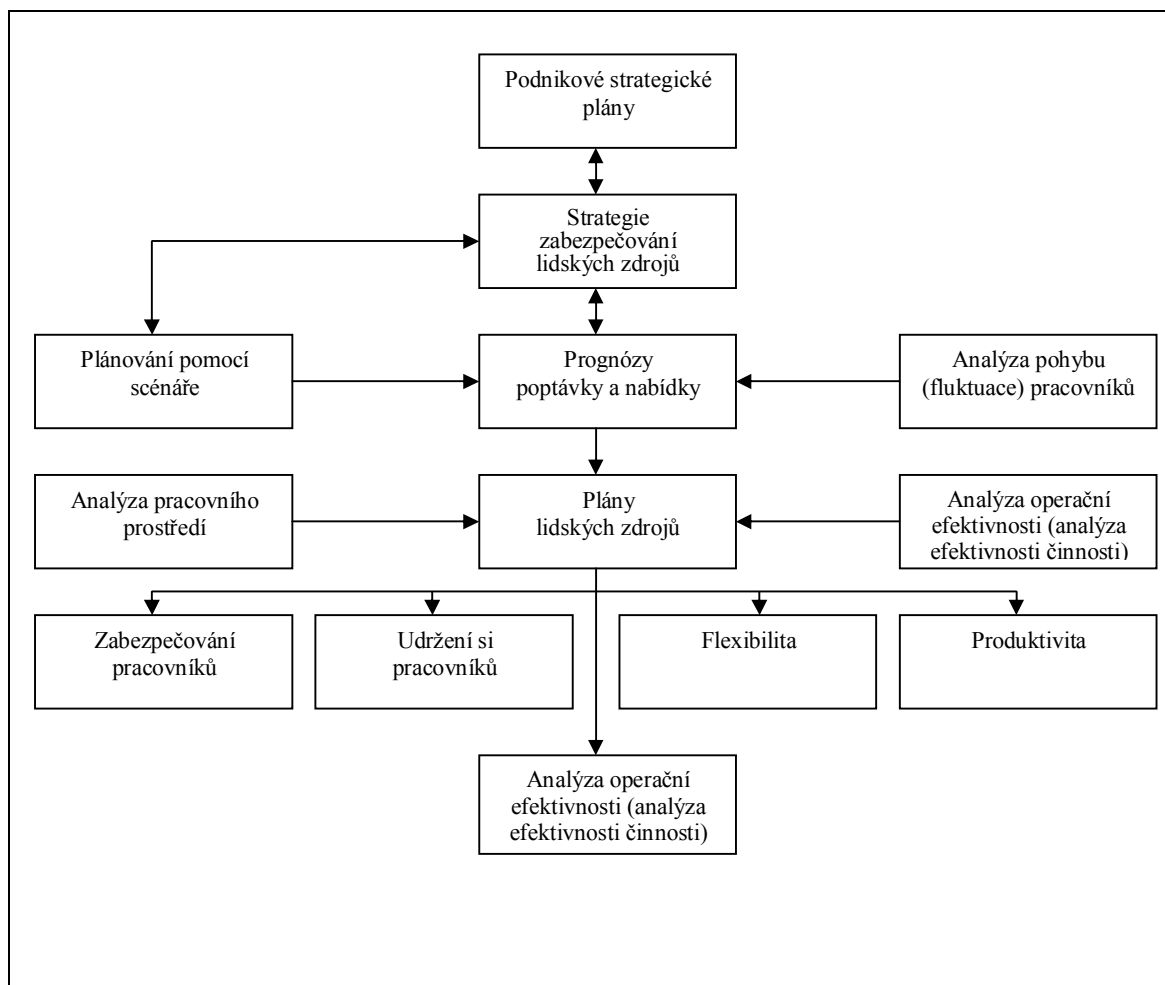 Podnikové strategické
plány
Strategie
zabezpečování
lidských zdrojů
Plánování pomocí
scénáře
Prognózy
poptávky a nabídky
Analýza pohybu
(fluktuace) pracovníků
Analýza pracovního
prostředí
Plány
lidských zdrojů
Analýza operační
efektivnosti (analýza
efektivnosti činnosti)
Zabezpečování
pracovníků
Udržení si
pracovníků
Flexibilita
Produktivita
Analýza operační
efektivnosti (analýza
efektivnosti činnosti)